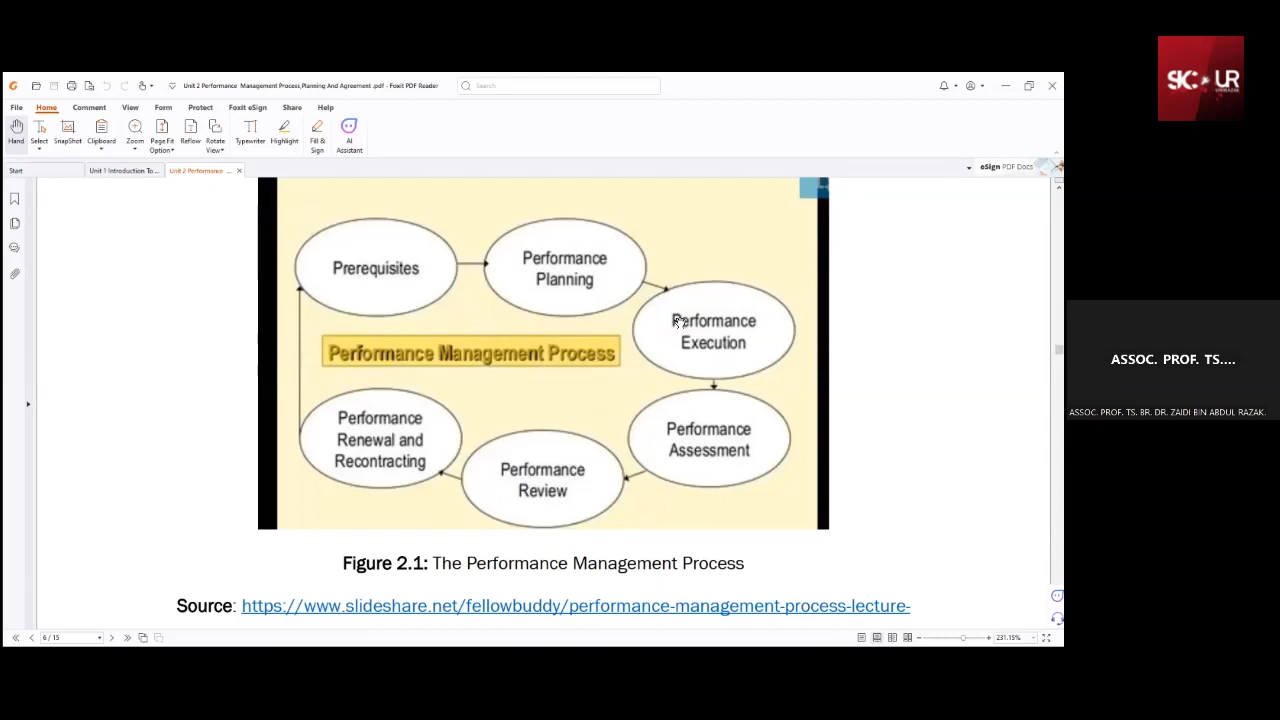 Unit 2 Performance Management Process,Planning And Agreement .pdf - Foxit PDF Reader
Search
File Home Comment View Form Protect Foxit eSign Share Help
Hand
Select
SnapShot
Clipboard
Zoom
Page Fit
Option
Reflow
Rotate
View
Typewriter
Highlight
Fill &
Sign
AI
Assistant
Start
Unit 1 Introduction To ...
Unit 2 Performance ...
eSign PDF Docs
Prerequisites
Performance
Planning
Performance
Execution
Performance Management Process
Performance
Assessment
Performance
Review
Performance
Renewal and
Recontracting
Figure 2.1: The Performance Management Process
Source: https://www.slideshare.net/fellowbuddy/performance-management-process-lecture-
6 / 15
231.15%
ASSOC. PROF. TS....
ASSOC. PROF. TS. BR. DR. ZAIDI BIN ABDUL RAZAK.